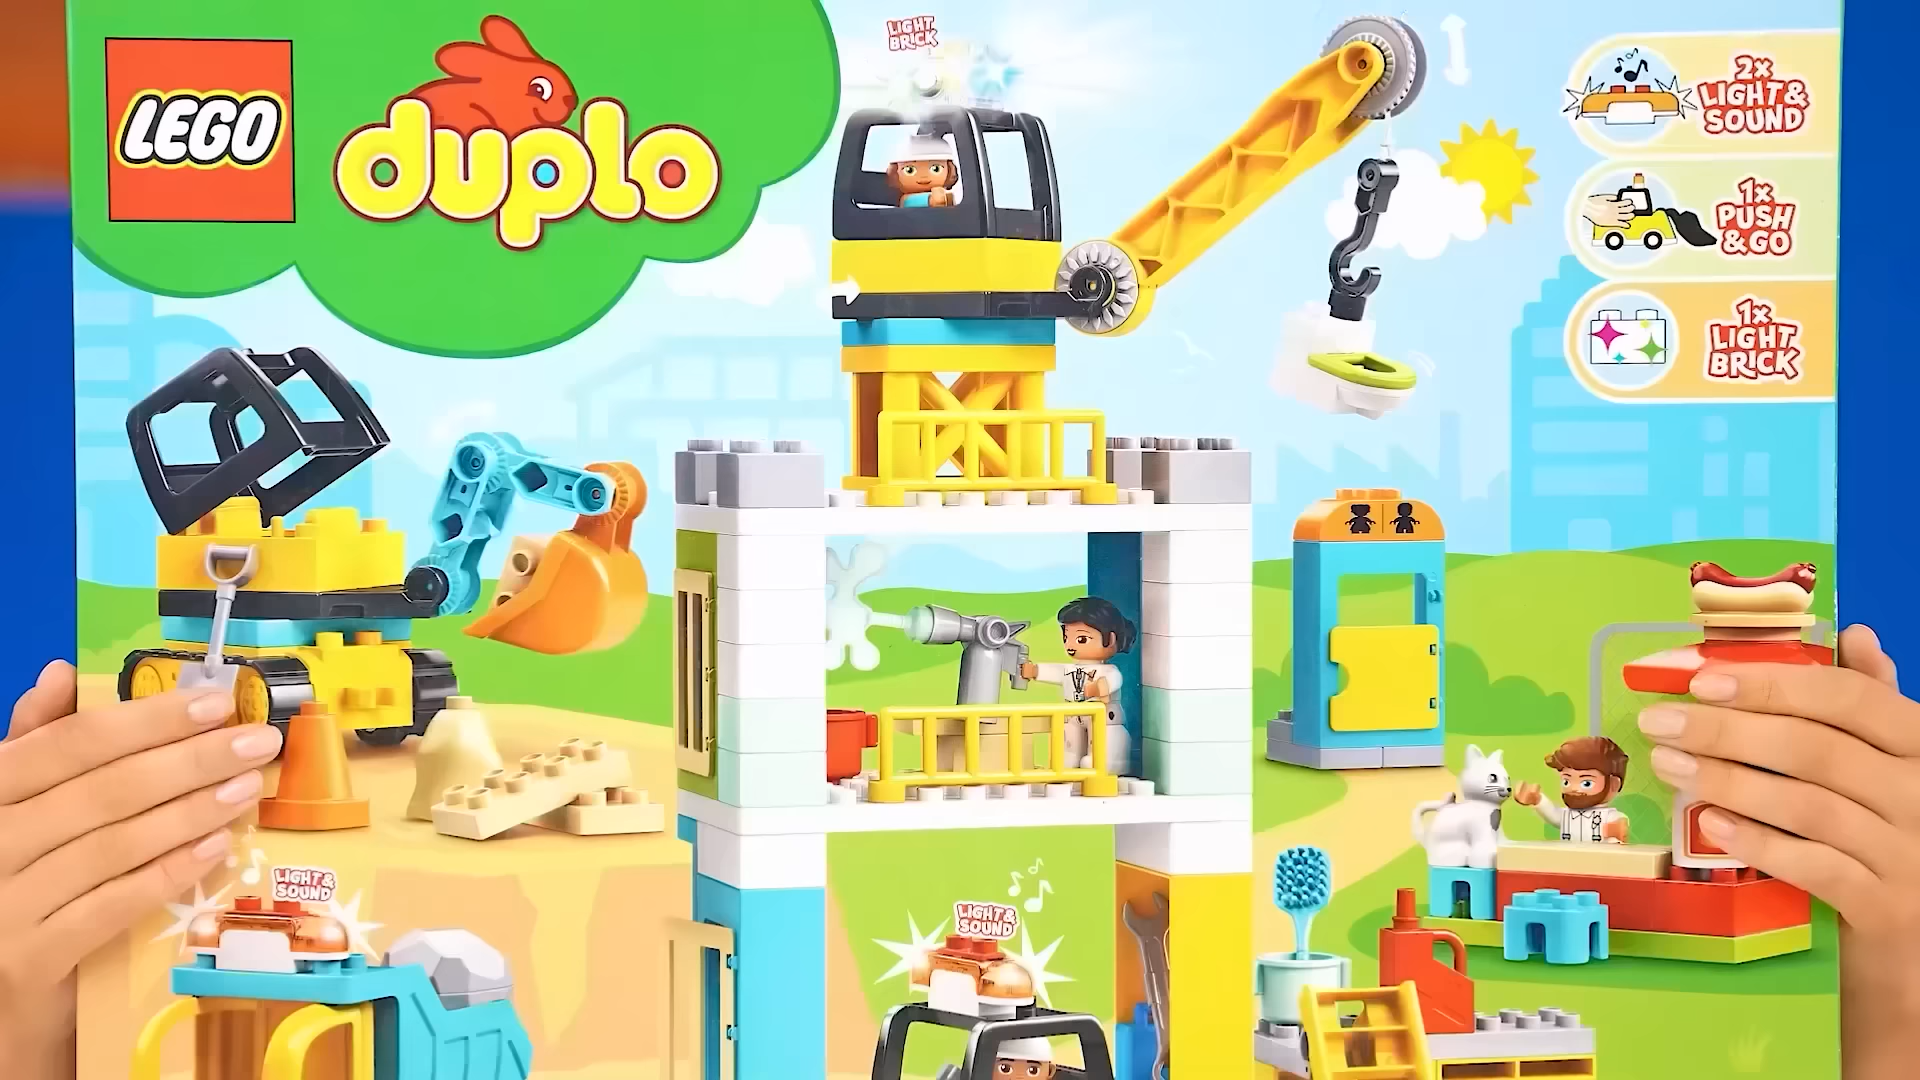 LEGO
duplo
LIGHT
BRICK
2x
LIGHT&
SOUND
1x
PUSH
&GO
1x
LIGHT
BRICK
LIGHT&
SOUND
LIGHT&
SOUND